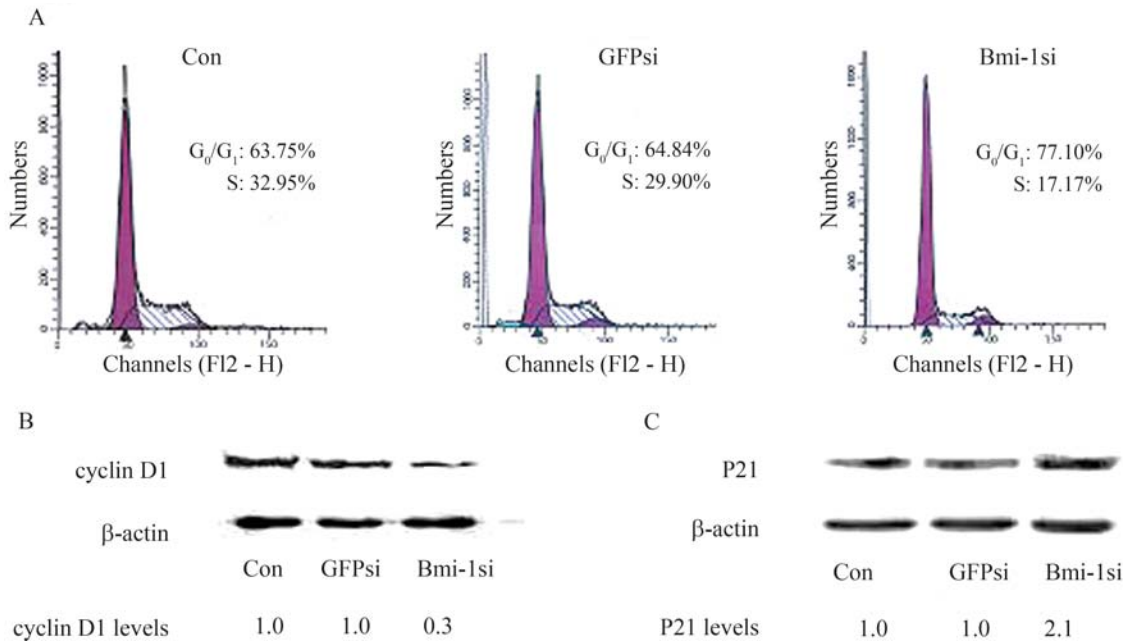 A
Con
GFPsi
Bmi-1si
G₀/G₁: 63.75%
S: 32.95%
G₀/G₁: 64.84%
S: 29.90%
G₀/G₁: 77.10%
S: 17.17%
Numbers
Numbers
Numbers
Channels (Fl2 - H)
Channels (Fl2 - H)
Channels (Fl2 - H)
B
cyclin D1
β-actin
Con GFPsi Bmi-1si
cyclin D1 levels 1.0 1.0 0.3
C
P21
β-actin
Con GFPsi Bmi-1si
P21 levels 1.0 1.0 2.1